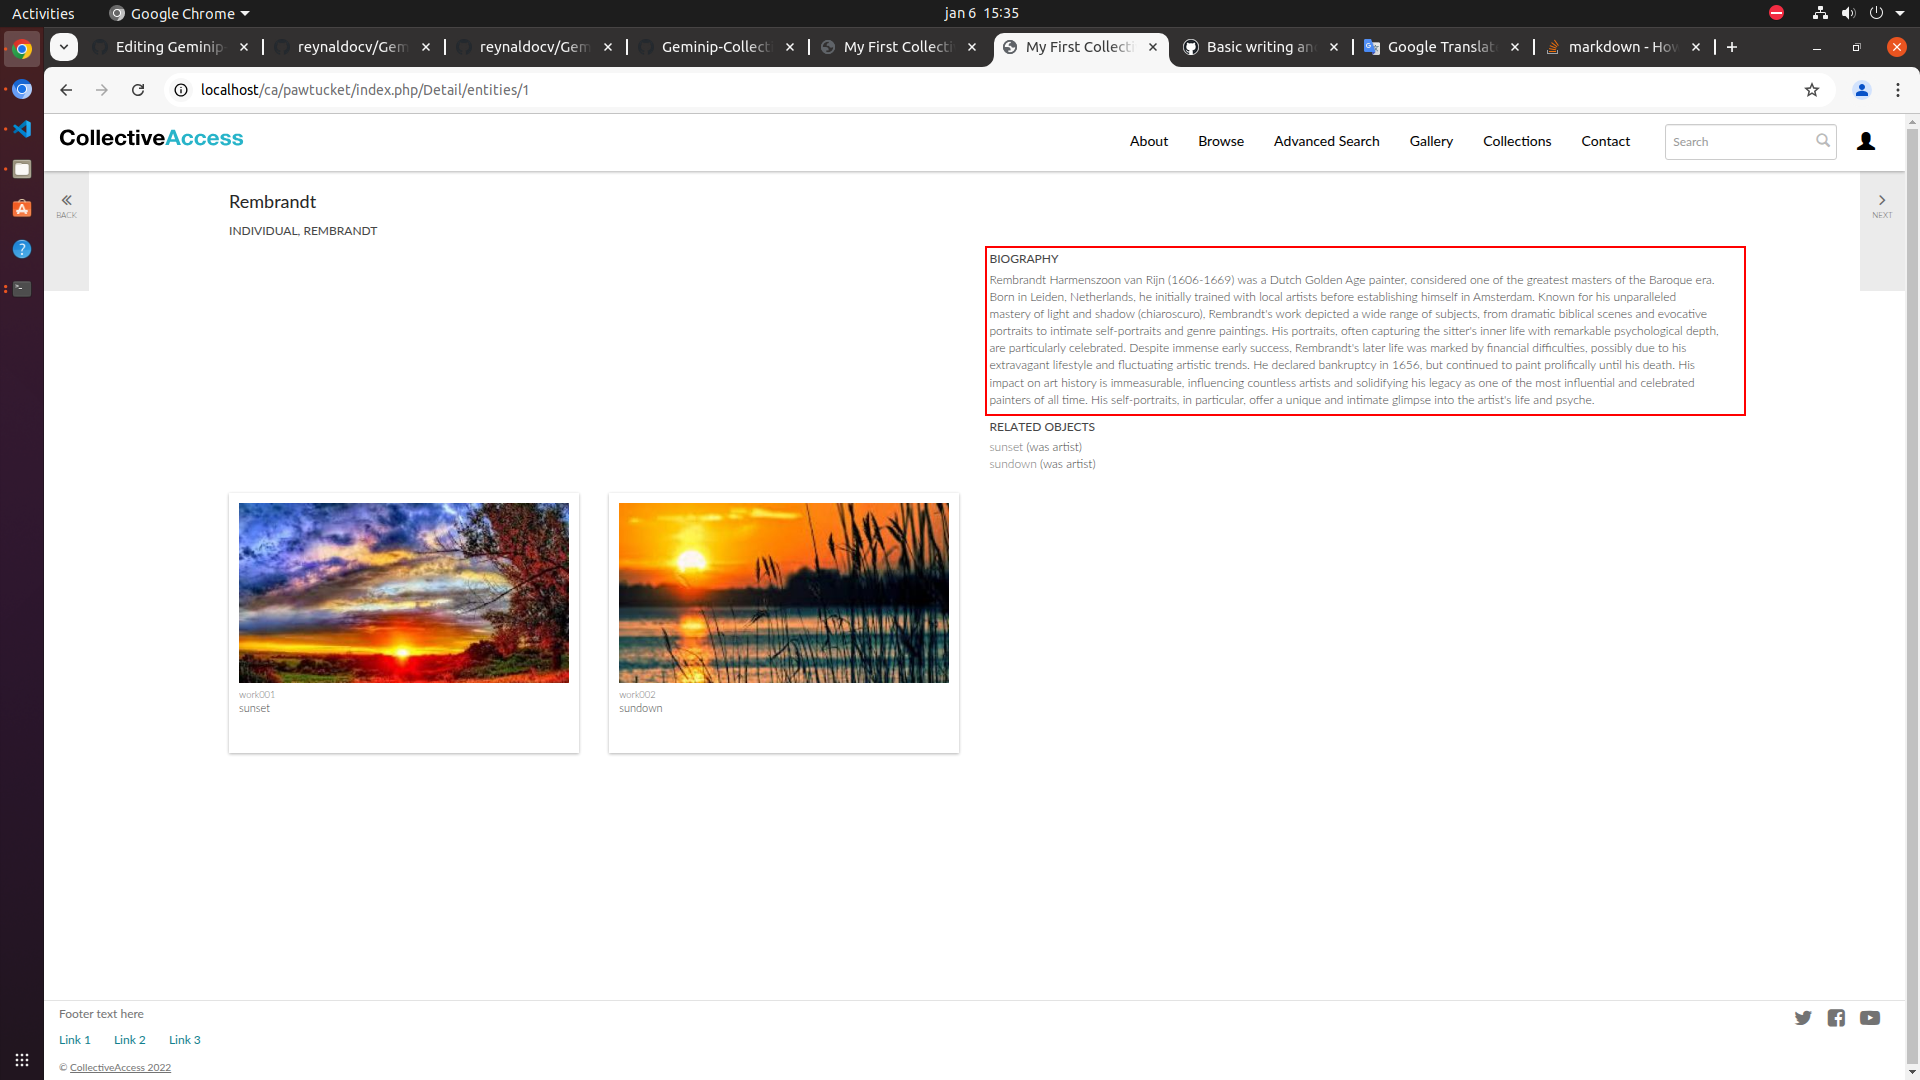 Activities
Google Chrome
jan 6 15:35
Editing Geminip-
reynaldocv/Gem
reynaldocv/Gem
Geminip-Collecti
My First Collectiv
My First Collecti
Basic writing and
Google Translate
markdown - How
localhost/ca/pawtucket/index.php/Detail/entities/1
CollectiveAccess
About
Browse
Advanced Search
Gallery
Collections
Contact
Search
BACK
NEXT
Rembrandt
INDIVIDUAL, REMBRANDT
BIOGRAPHY
Rembrandt Harmenszoon van Rijn (1606-1669) was a Dutch Golden Age painter, considered one of the greatest masters of the Baroque era.
Born in Leiden, Netherlands, he initially trained with local artists before establishing himself in Amsterdam. Known for his unparalleled
mastery of light and shadow (chiaroscuro), Rembrandt's work depicted a wide range of subjects, from dramatic biblical scenes and evocative
portraits to intimate self-portraits and genre paintings. His portraits, often capturing the sitter's inner life with remarkable psychological depth,
are particularly celebrated. Despite immense early success, Rembrandt's later life was marked by financial difficulties, possibly due to his
extravagant lifestyle and fluctuating artistic trends. He declared bankruptcy in 1656, but continued to paint prolifically until his death. His
impact on art history is immeasurable, influencing countless artists and solidifying his legacy as one of the most influential and celebrated
painters of all time. His self-portraits, in particular, offer a unique and intimate glimpse into the artist's life and psyche.
RELATED OBJECTS
sunset (was artist)
sundown (was artist)
work001
sunset
work002
sundown
Footer text here
Link 1
Link 2
Link 3
© CollectiveAccess 2022